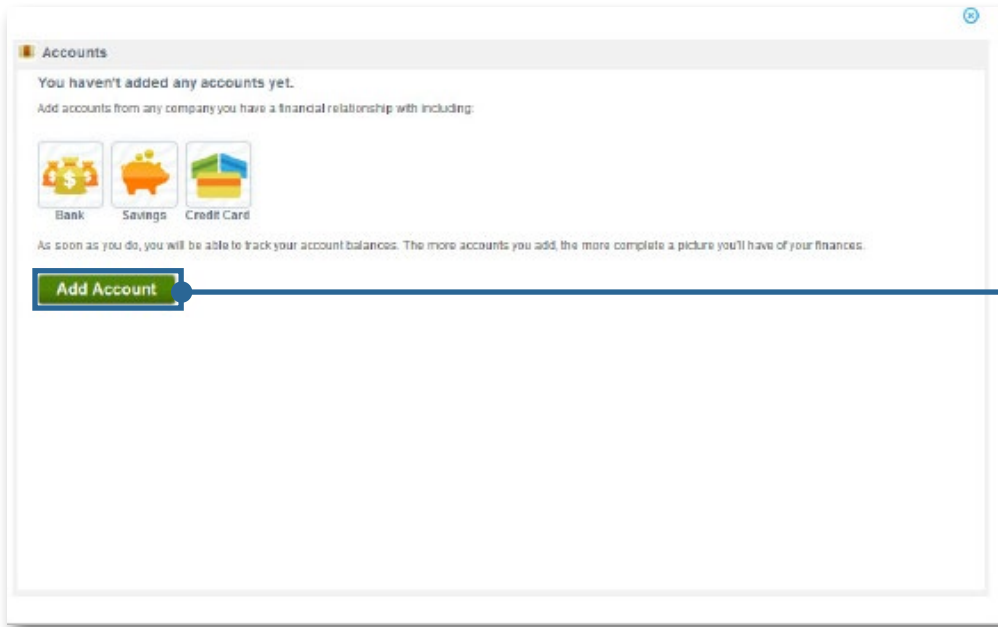 Accounts
You haven't added any accounts yet.
Add accounts from any company you have a financial relationship with including:
Bank Savings Credit Card
As soon as you do, you will be able to track your account balances. The more accounts you add, the more complete a picture you'll have of your finances.
Add Account